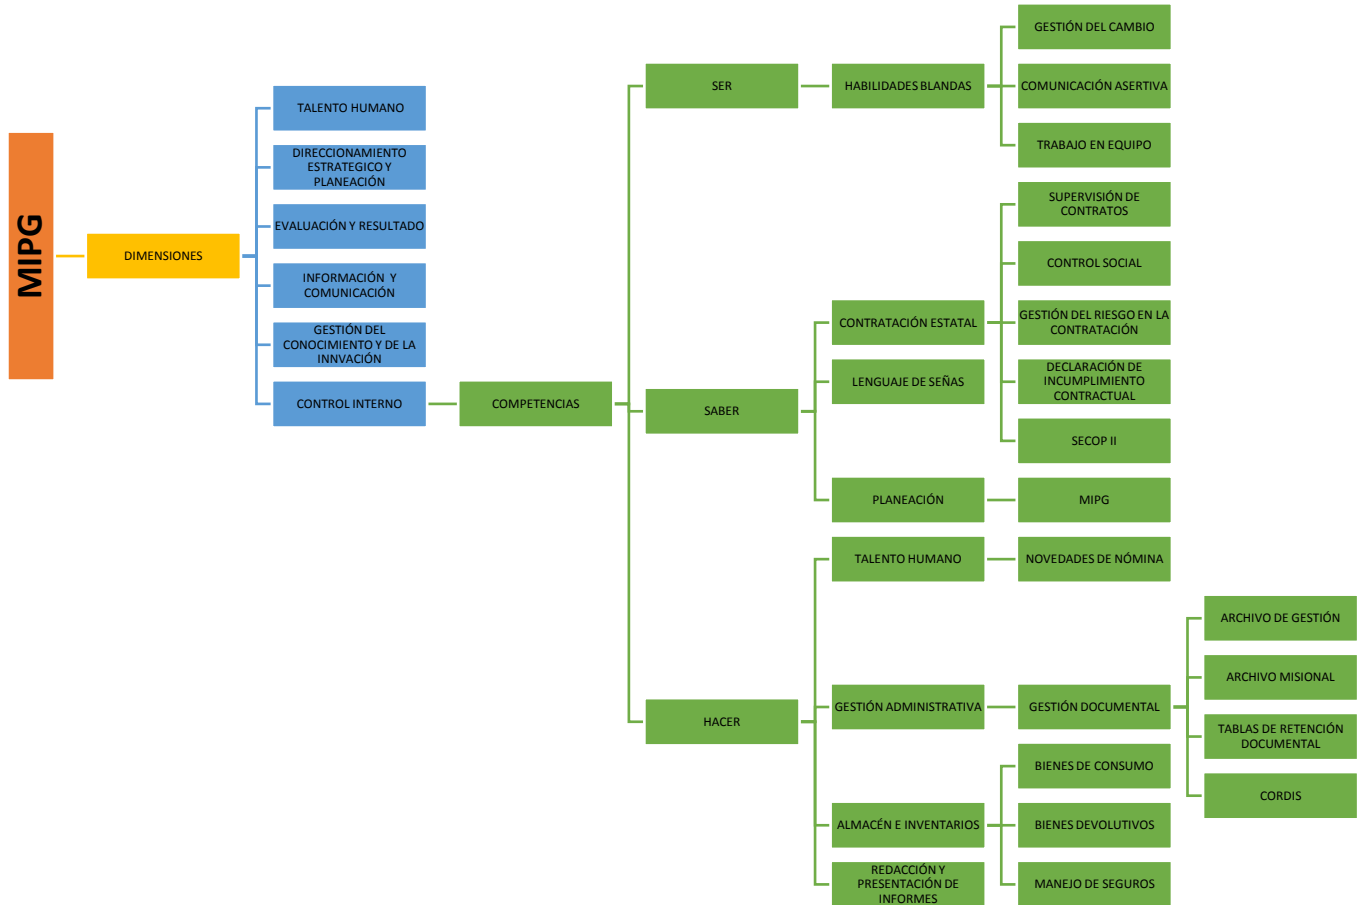 MIPG
DIMENSIONES
TALENTO HUMANO
DIRECCIONAMIENTO
ESTRATEGICO Y
PLANEACIÓN
EVALUACIÓN Y RESULTADO
INFORMACIÓN Y
COMUNICACIÓN
GESTIÓN DEL
CONOCIMIENTO Y DE LA
INNVACIÓN
CONTROL INTERNO
COMPETENCIAS
SER
HABILIDADES BLANDAS
GESTIÓN DEL CAMBIO
COMUNICACIÓN ASERTIVA
TRABAJO EN EQUIPO
SABER
CONTRATACIÓN ESTATAL
SUPERVISIÓN DE
CONTRATOS
CONTROL SOCIAL
GESTIÓN DEL RIESGO EN LA
CONTRATACIÓN
DECLARACIÓN DE
INCUMPLIMIENTO
CONTRACTUAL
SECOP II
LENGUAJE DE SEÑAS
PLANEACIÓN
MIPG
HACER
TALENTO HUMANO
NOVEDADES DE NÓMINA
GESTIÓN ADMINISTRATIVA
GESTIÓN DOCUMENTAL
ARCHIVO DE GESTIÓN
ARCHIVO MISIONAL
TABLAS DE RETENCIÓN
DOCUMENTAL
CORDIS
ALMACÉN E INVENTARIOS
BIENES DE CONSUMO
BIENES DEVOLUTIVOS
MANEJO DE SEGUROS
REDACCIÓN Y
PRESENTACIÓN DE
INFORMES